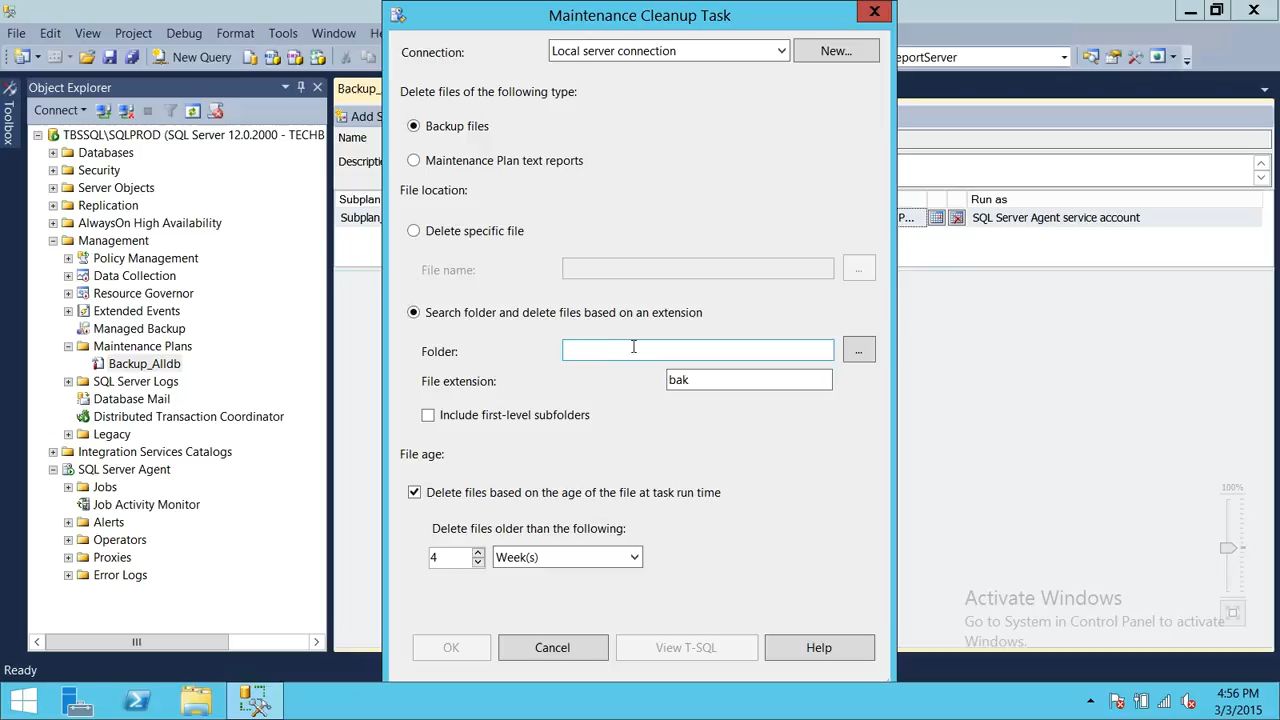 Maintenance Cleanup Task
File Edit View Project Debug Format Tools Window
New Query
eportServer
Object Explorer
Connect
Toolbox
TBSSQL\SQLPROD (SQL Server 12.0.2000 - TECHB
Databases
Security
Server Objects
Replication
AlwaysOn High Availability
Management
Policy Management
Data Collection
Resource Governor
Extended Events
Managed Backup
Maintenance Plans
Backup_Alldb
SQL Server Logs
Database Mail
Distributed Transaction Coordinator
Legacy
Integration Services Catalogs
SQL Server Agent
Jobs
Job Activity Monitor
Alerts
Operators
Proxies
Error Logs
Backup_
Add S
Name
Descripti
Subplan
Subplan_
Connection:
Local server connection
New...
Delete files of the following type:
Backup files
Maintenance Plan text reports
File location:
Delete specific file
File name:
...
Search folder and delete files based on an extension
Folder:
...
File extension:
bak
Include first-level subfolders
File age:
Delete files based on the age of the file at task run time
Delete files older than the following:
4 Week(s)
OK Cancel View T-SQL Help
Run as
P... SQL Server Agent service account
100%
Activate Windows
Go to System in Control Panel to activate
Windows.
Ready
4:56 PM
3/3/2015